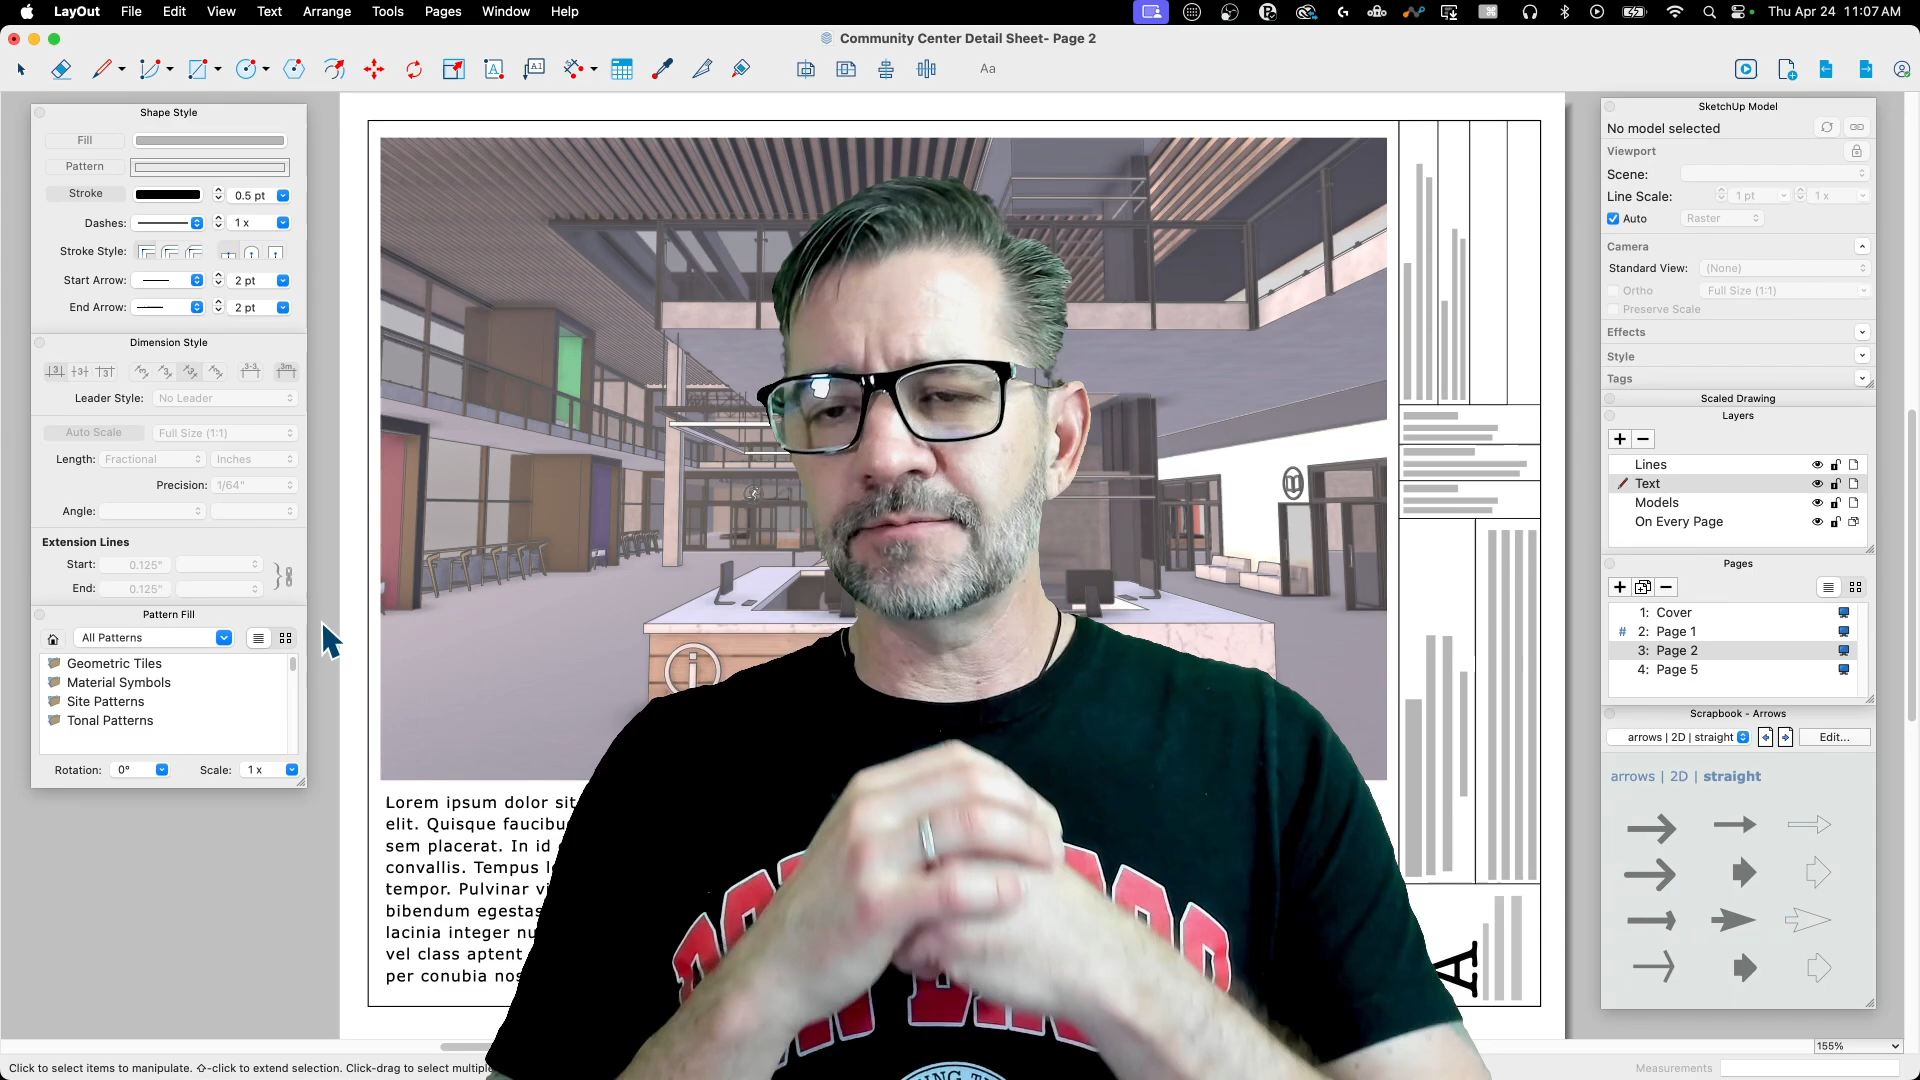 LayOut File Edit View Text Arrange Tools Pages Window Help
Thu Apr 24 11:07 AM
Community Center Detail Sheet- Page 2
A
A1
Aa
Shape Style
Fill
Pattern
Stroke 0.5 pt
Dashes: 1 x
Stroke Style:
Start Arrow: 2 pt
End Arrow: 2 pt
Dimension Style
Leader Style: No Leader
Auto Scale Full Size (1:1)
Length: Fractional Inches
Precision: 1/64"
Angle:
Extension Lines
Start: 0.125"
End: 0.125"
Pattern Fill
All Patterns
Geometric Tiles
Material Symbols
Site Patterns
Tonal Patterns
Rotation: 0° Scale: 1 x
Lorem ipsum dolor sit
elit. Quisque faucibu
sem placerat. In id
convallis. Tempus
tempor. Pulvinar
bibendum egestas
lacinia integer
vel class aptent
per conubia
A
SketchUp Model
No model selected
Viewport
Scene:
Line Scale: 1 pt 1 x
Auto Raster
Camera
Standard View: (None)
Ortho Full Size (1:1)
Preserve Scale
Effects
Style
Tags
Scaled Drawing
Layers
Lines
Text
Models
On Every Page
Pages
1: Cover
# 2: Page 1
3: Page 2
4: Page 5
Scrapbook - Arrows
arrows | 2D | straight Edit...
arrows | 2D | straight
155%
Click to select items to manipulate. ⇧-click to extend selection. Click-drag to select multiple
Measurements